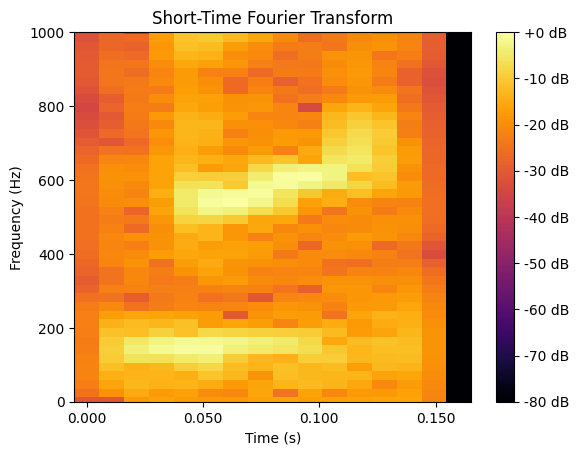 Short-Time Fourier Transform
Frequency (Hz)
1000
800
600
400
200
0
0.000
0.050
0.100
0.150
Time (s)
+0 dB
-10 dB
-20 dB
-30 dB
-40 dB
-50 dB
-60 dB
-70 dB
-80 dB